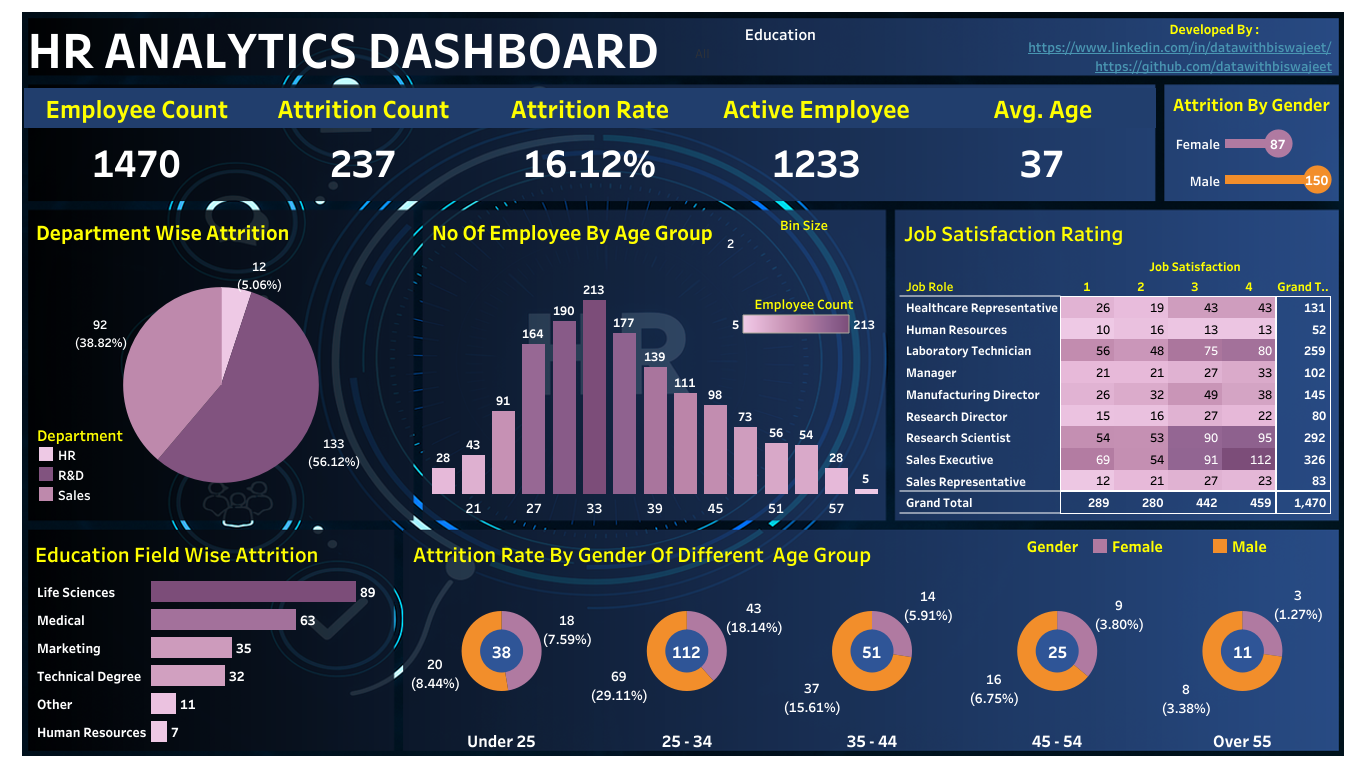 HR ANALYTICS DASHBOARD
Education
All
Developed By :
https://www.linkedin.com/in/datawithbiswajeet/
https://github.com/datawithbiswajeet
Employee Count Attrition Count Attrition Rate Active Employee Avg. Age
1470 237 16.12% 1233 37
Attrition By Gender
Female 87
Male 150
Department Wise Attrition
12
(5.06%)
92
(38.82%)
133
(56.12%)
Department
HR
R&D
Sales
No Of Employee By Age Group
Bin Size
2
Employee Count
5 213
28 43 91 164 190 213 177 139 111 98 73 56 54 28 5
21 27 33 39 45 51 57
HR
Job Satisfaction Rating
Job Satisfaction
Job Role 1 2 3 4 Grand T..
Healthcare Representative 26 19 43 43 131
Human Resources 10 16 13 13 52
Laboratory Technician 56 48 75 80 259
Manager 21 21 27 33 102
Manufacturing Director 26 32 49 38 145
Research Director 15 16 27 22 80
Research Scientist 54 53 90 95 292
Sales Executive 69 54 91 112 326
Sales Representative 12 21 27 23 83
Grand Total 289 280 442 459 1,470
Education Field Wise Attrition
Life Sciences 89
Medical 63
Marketing 35
Technical Degree 32
Other 11
Human Resources 7
Attrition Rate By Gender Of Different Age Group
Gender Female Male
18
(7.59%)
38
20
(8.44%)
Under 25
43
(18.14%)
112
69
(29.11%)
25 - 34
14
(5.91%)
51
37
(15.61%)
35 - 44
9
(3.80%)
25
16
(6.75%)
45 - 54
3
(1.27%)
11
8
(3.38%)
Over 55